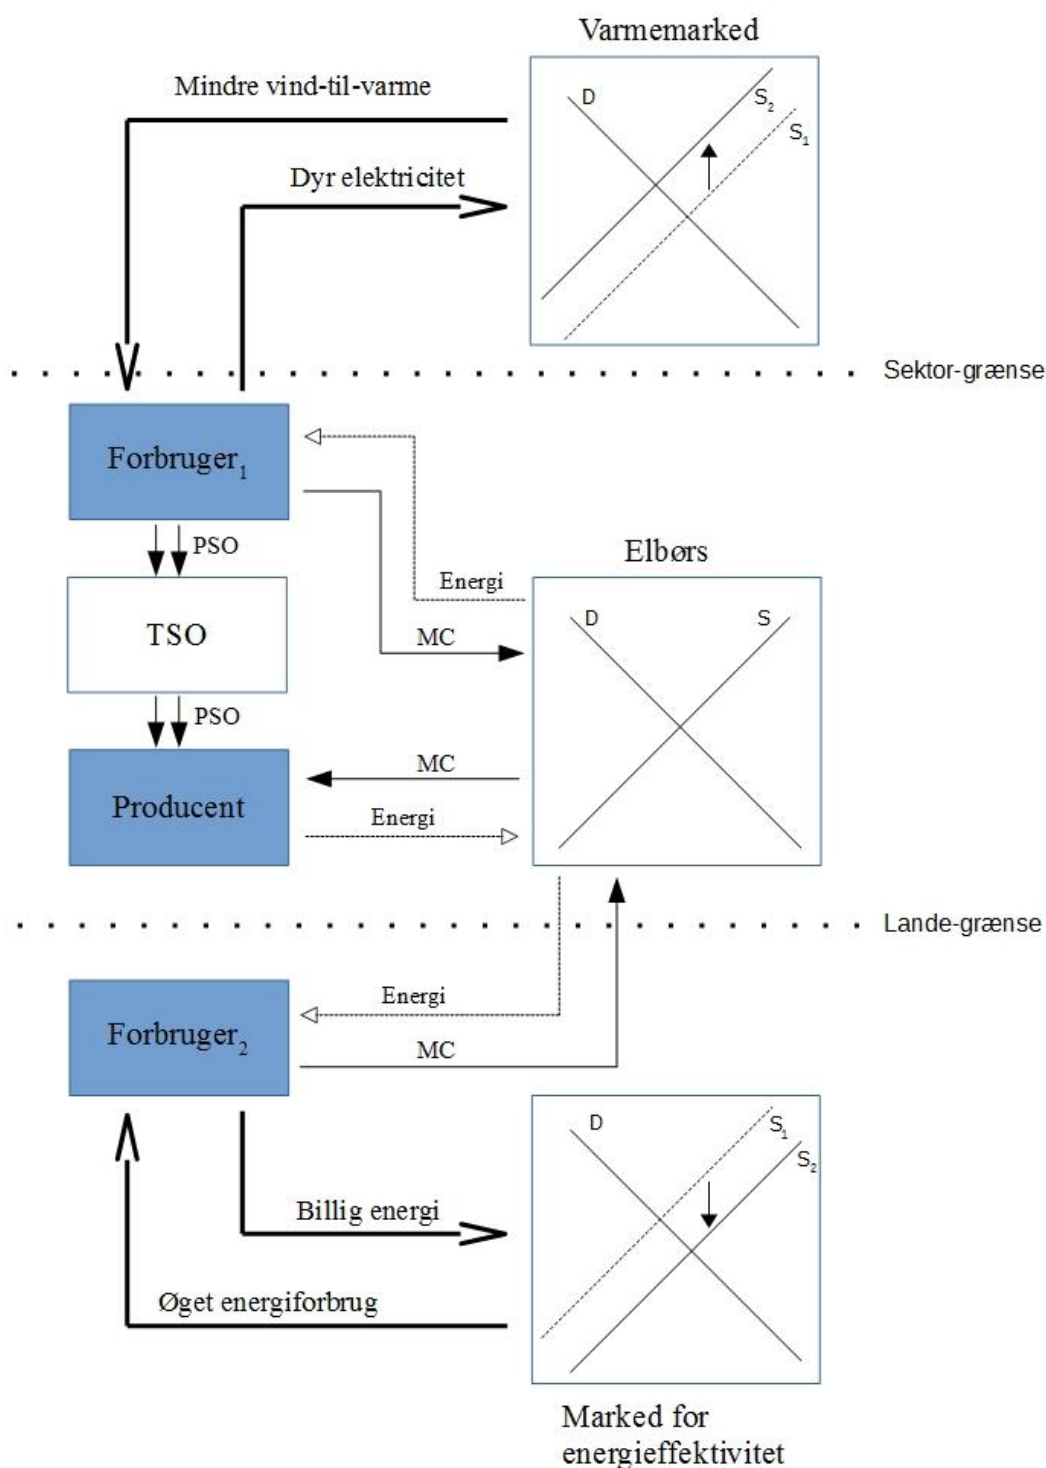 Varmemarked
Mindre vind-til-varme
D
S₂
S₁
Dyr elektricitet
Sektor-grænse
Forbruger₁
PSO
Elbørs
Energi
TSO
D
S
MC
PSO
MC
Producent
Energi
Lande-grænse
Energi
Forbruger₂
MC
D
S₁
S₂
Billig energi
Øget energiforbrug
Marked for
energieffektivitet